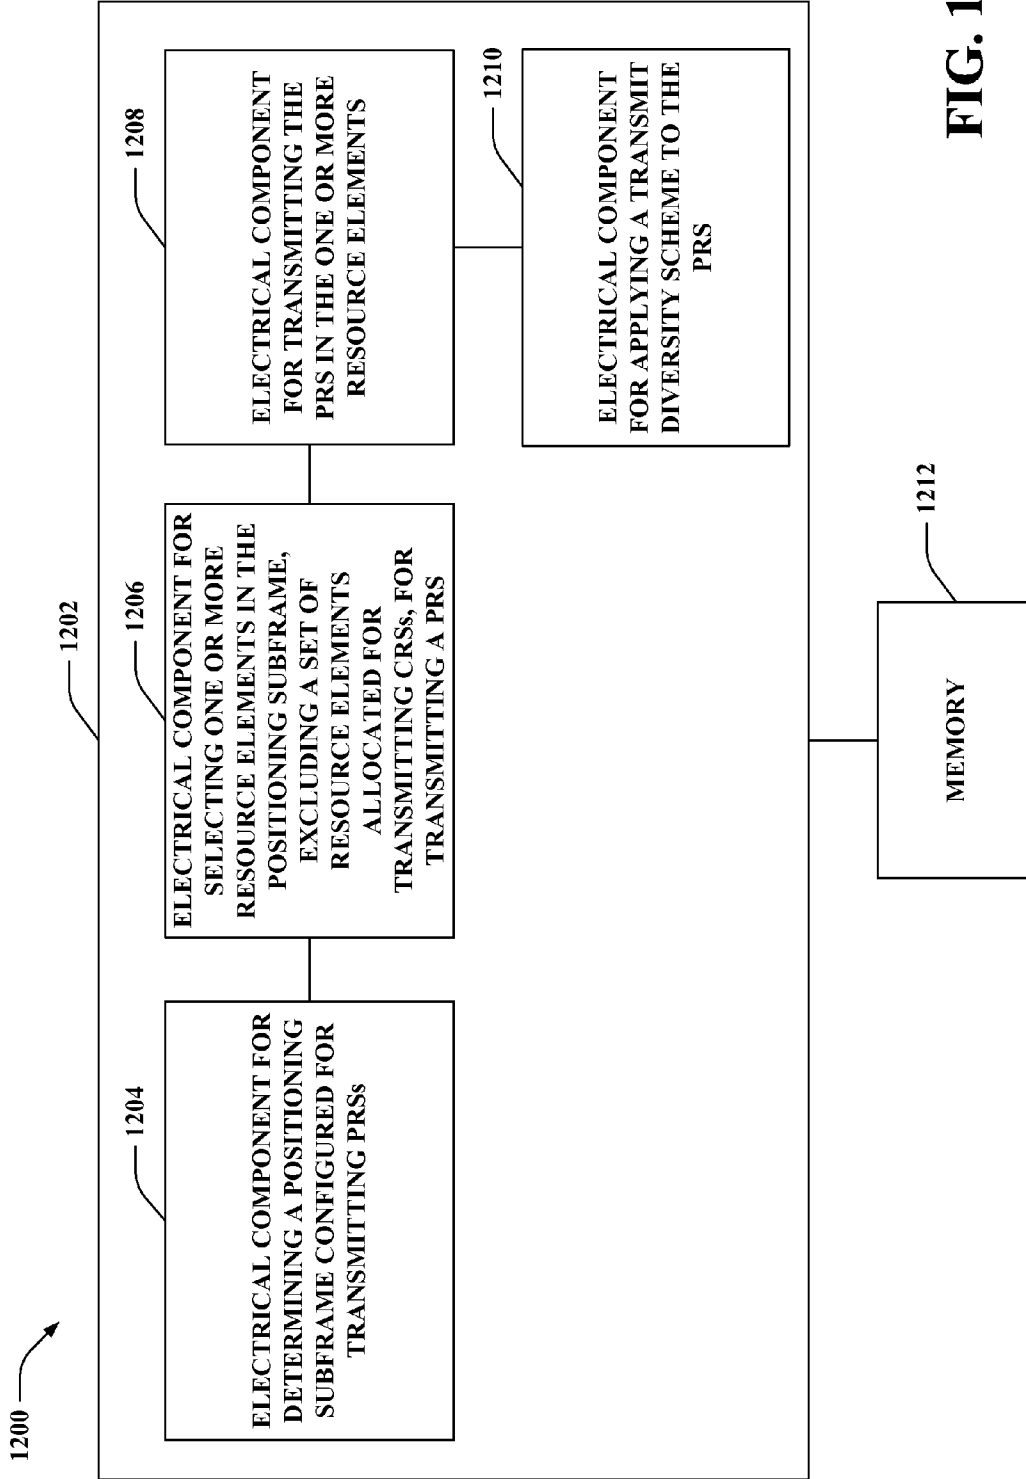 1200
1202
1204
ELECTRICAL COMPONENT FOR
DETERMINING A POSITIONING
SUBFRAME CONFIGURED FOR
TRANSMITTING PRSs
1206
ELECTRICAL COMPONENT FOR
SELECTING ONE OR MORE
RESOURCE ELEMENTS IN THE
POSITIONING SUBFRAME,
EXCLUDING A SET OF
RESOURCE ELEMENTS
ALLOCATED FOR
TRANSMITTING CRSs, FOR
TRANSMITTING A PRS
1208
ELECTRICAL COMPONENT
FOR TRANSMITTING THE
PRS IN THE ONE OR MORE
RESOURCE ELEMENTS
1210
ELECTRICAL COMPONENT
FOR APPLYING A TRANSMIT
DIVERSITY SCHEME TO THE
PRS
1212
MEMORY
FIG. 1